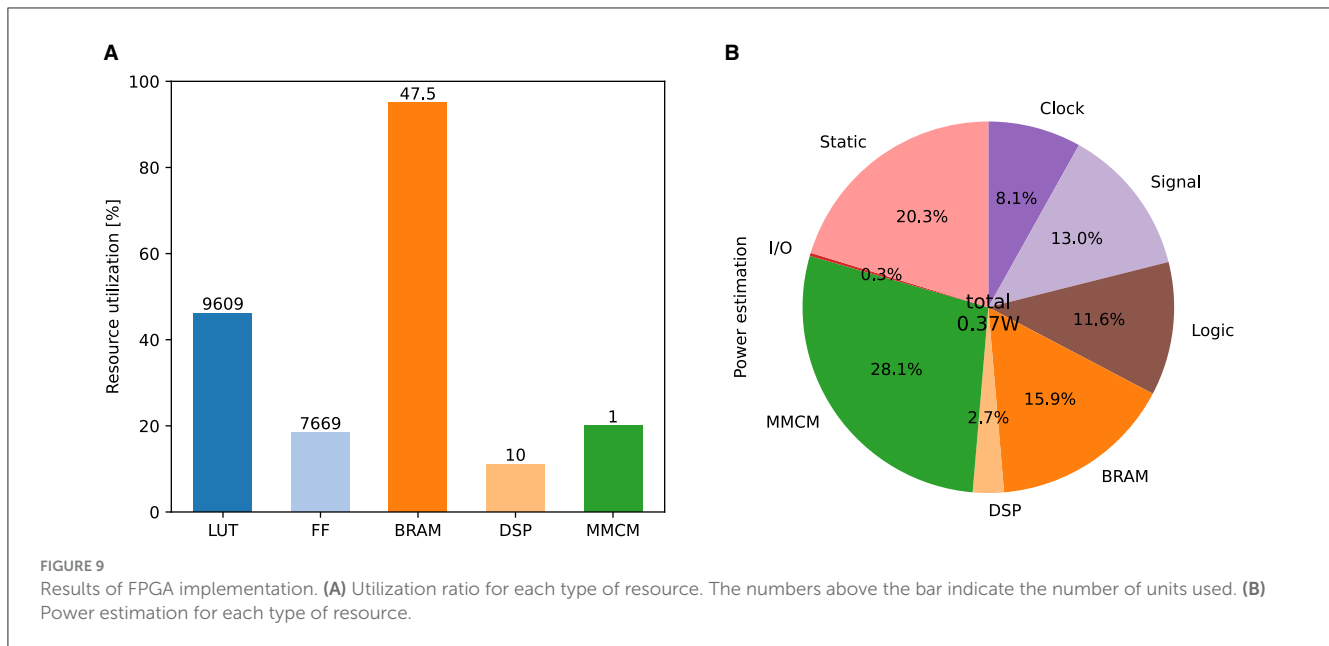 A
Resource utilization [%]
100
80
60
40
20
0
9609
7669
47.5
10
1
LUT
FF
BRAM
DSP
MMCM
B
Power estimation
Clock
Signal
Logic
BRAM
DSP
MMCM
I/O
Static
8.1%
13.0%
11.6%
15.9%
2.7%
28.1%
0.3%
20.3%
total
0.37W
FIGURE 9
Results of FPGA implementation. (A) Utilization ratio for each type of resource. The numbers above the bar indicate the number of units used. (B)
Power estimation for each type of resource.